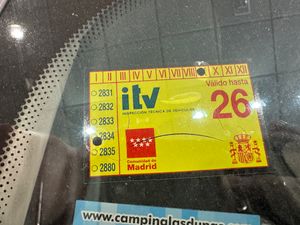 I II III IV V VI VII VIII X XI XII
2831
2832
2833
2834
2835
2880
itv
INSPECCIÓN TÉCNICA DE VEHÍCULOS
Válido hasta
26
Comunidad de
Madrid
www.campinglasdunas.com